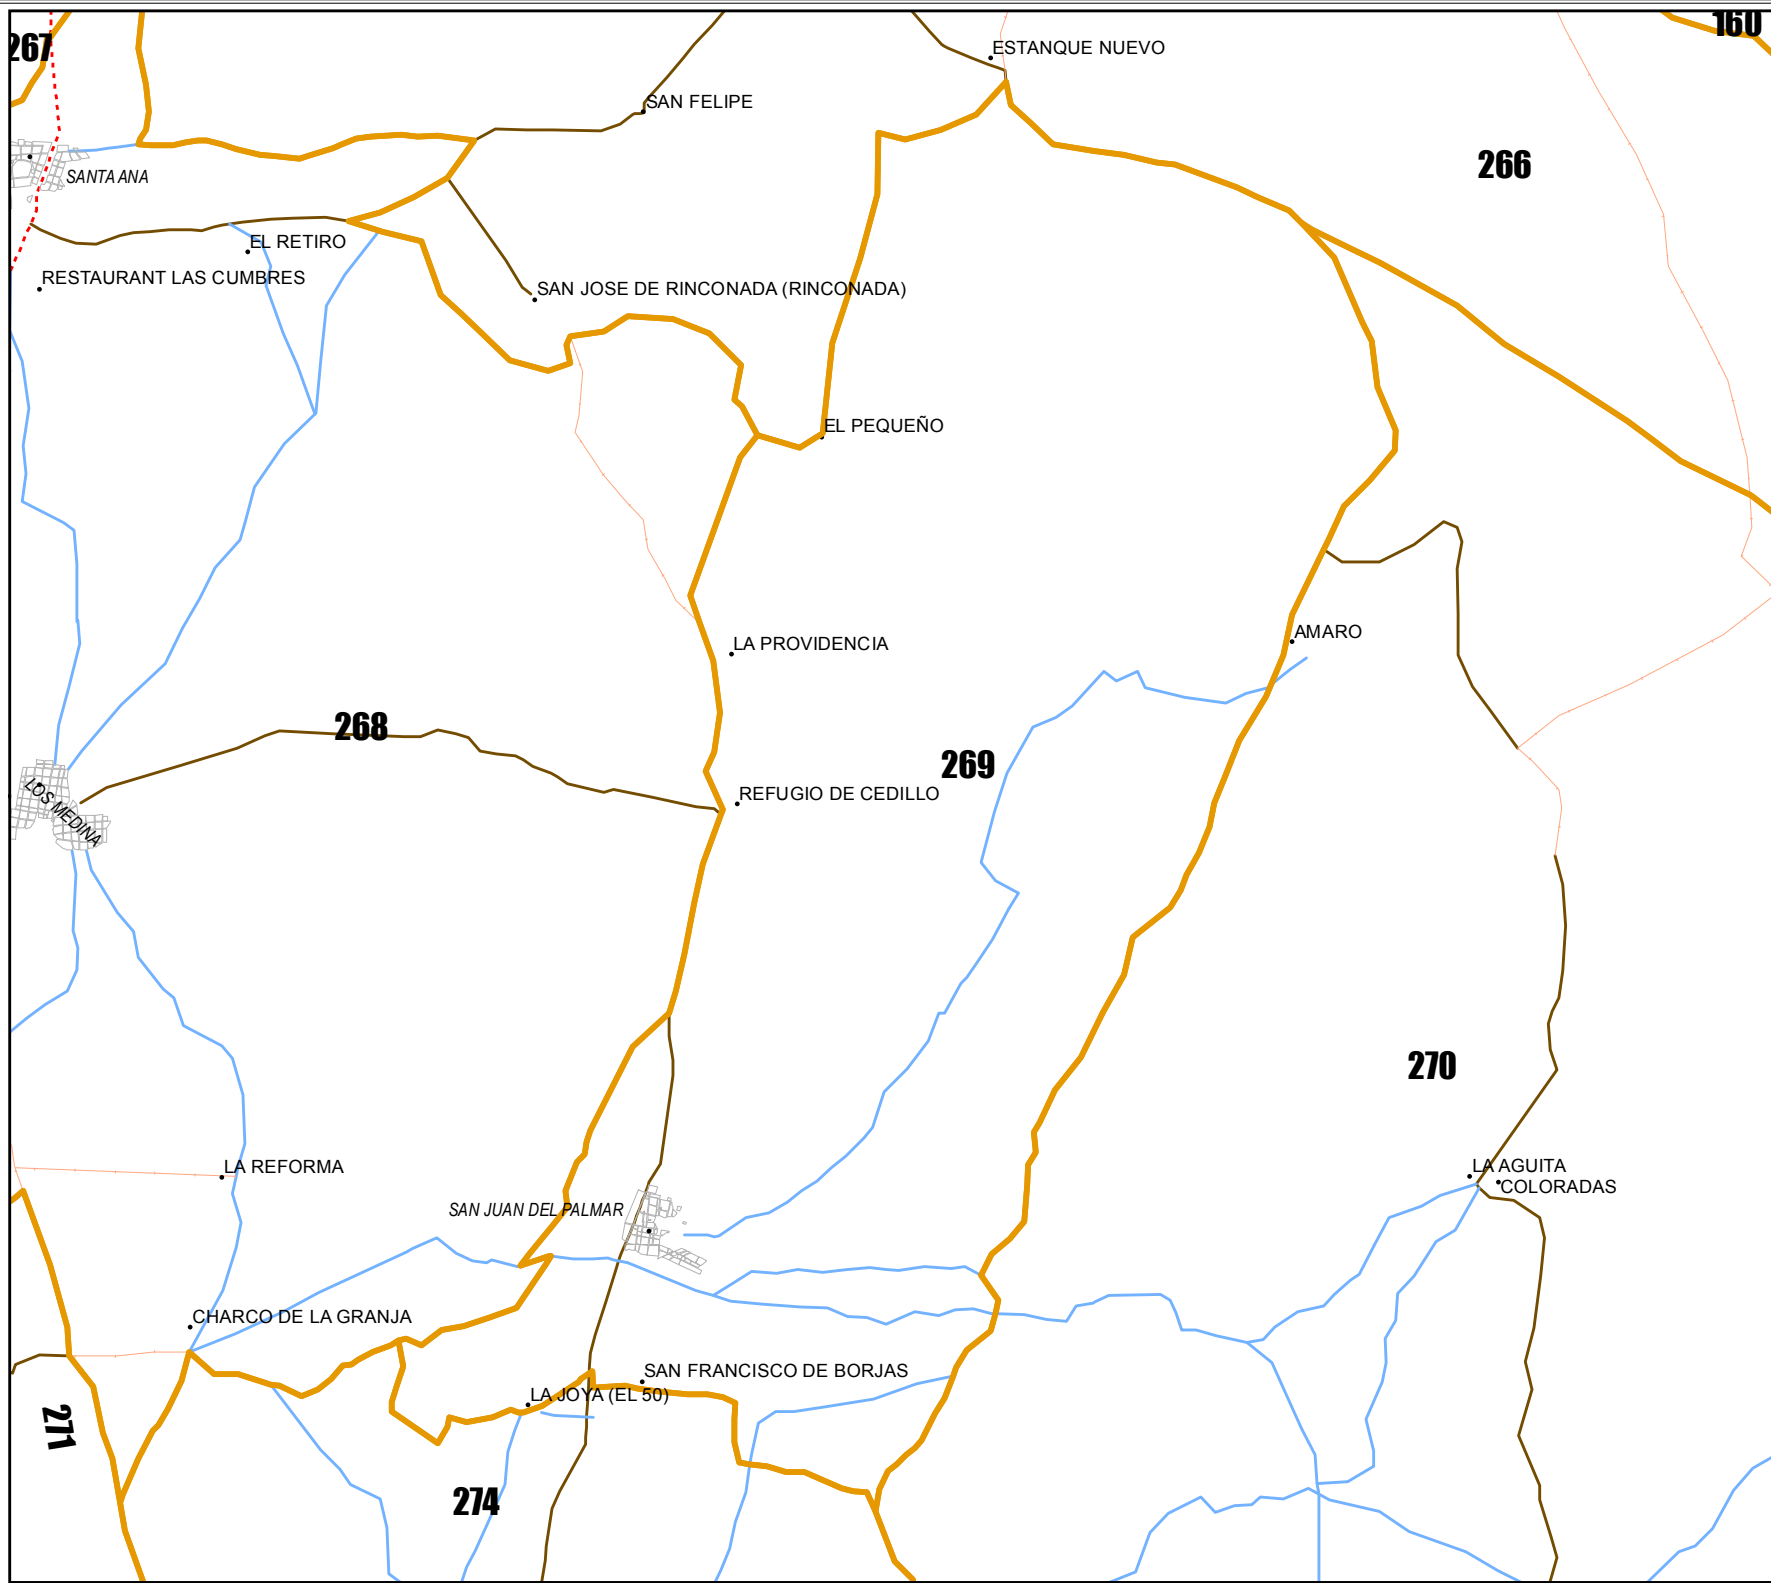 267
160
ESTANQUE NUEVO
SAN FELIPE
266
SANTA ANA
EL RETIRO
RESTAURANT LAS CUMBRES
SAN JOSE DE RINCONADA (RINCONADA)
EL PEQUEÑO
AMARO
LA PROVIDENCIA
268
269
REFUGIO DE CEDILLO
LOS MEDINA
270
LA REFORMA
LA AGUITA
COLORADAS
SAN JUAN DEL PALMAR
CHARCO DE LA GRANJA
SAN FRANCISCO DE BORJAS
LA JOYA (EL 50)
271
274